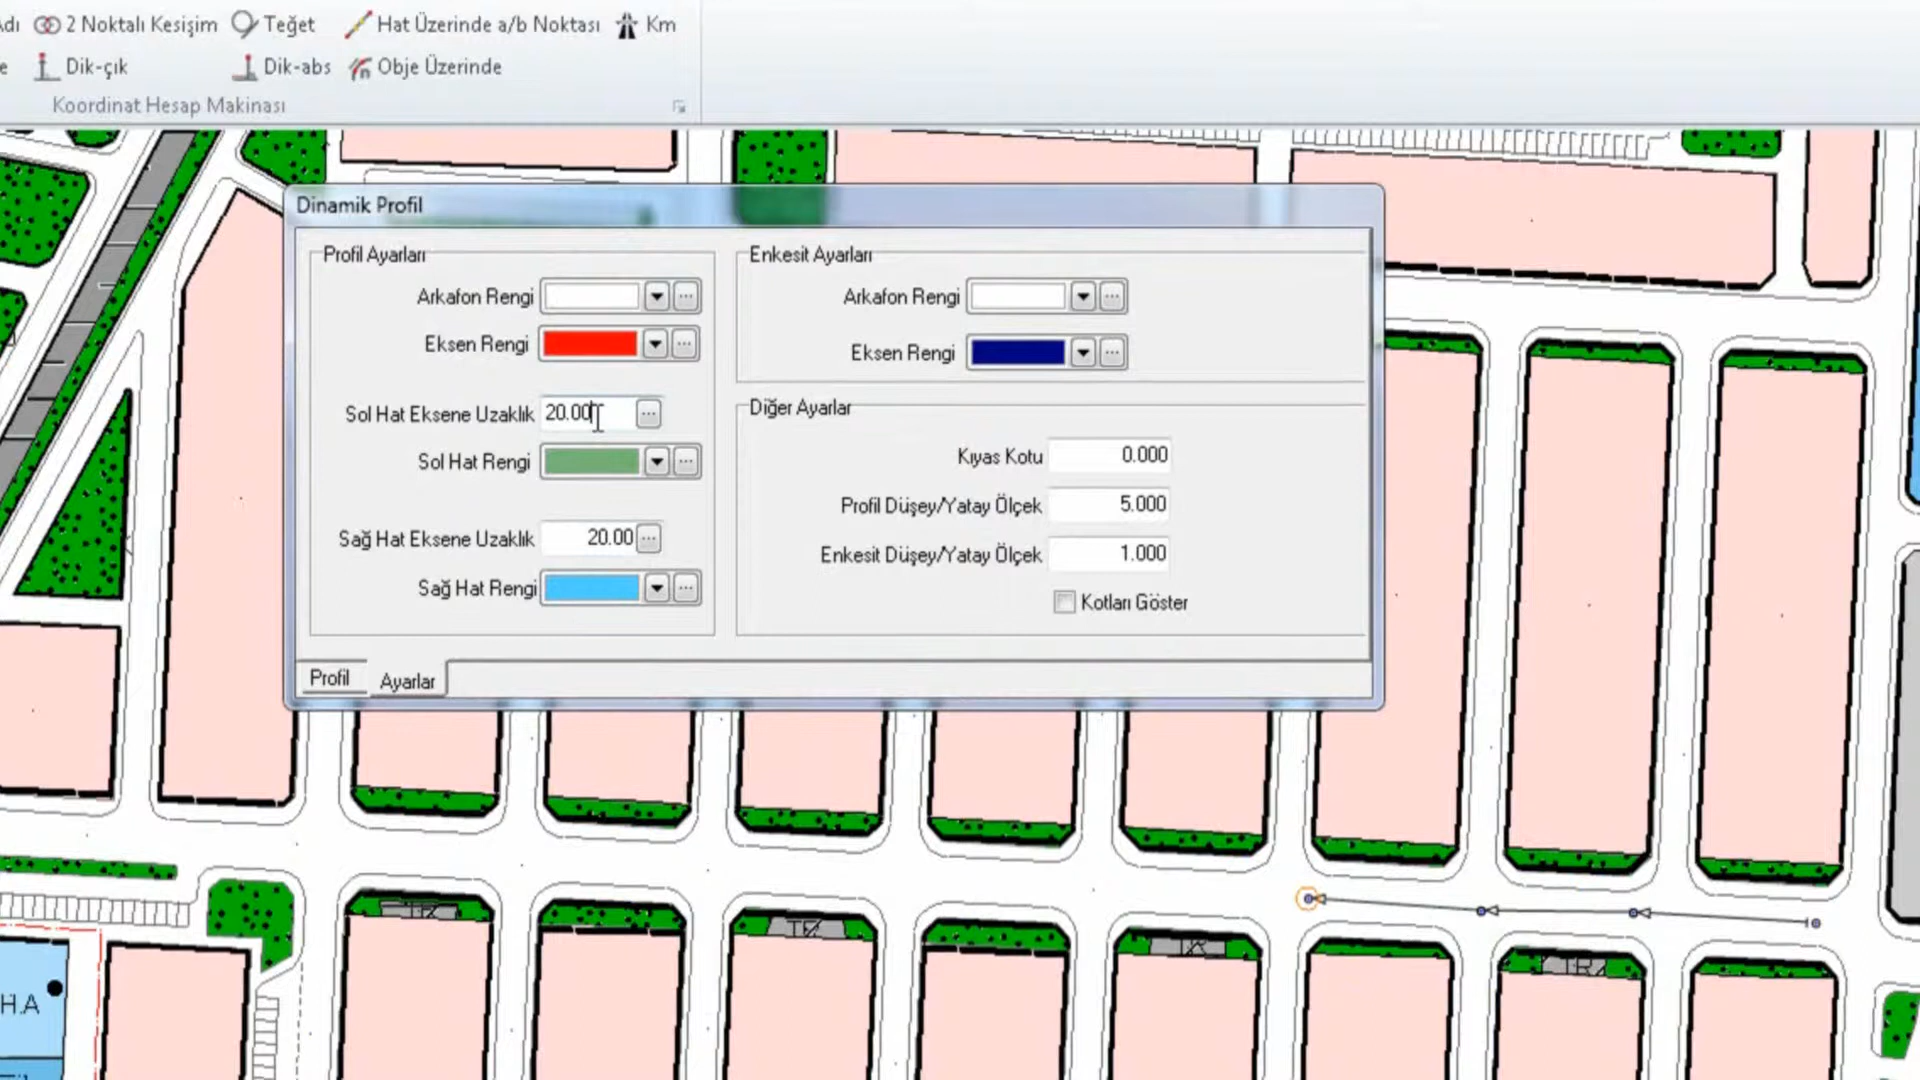 2 Noktalı Kesişim Teğet Hat Üzerinde a/b Noktası Km
Dik-çık Dik-abs Obje Üzerinde
Koordinat Hesap Makinası
Dinamik Profil
Profil Ayarları
Arkafon Rengi
Eksen Rengi
Sol Hat Eksene Uzaklık 20.00
Sol Hat Rengi
Sağ Hat Eksene Uzaklık 20.00
Sağ Hat Rengi
Enkesit Ayarları
Arkafon Rengi
Eksen Rengi
Diğer Ayarlar
Kıyas Kotu 0.000
Profil Düşey/Yatay Ölçek 5.000
Enkesit Düşey/Yatay Ölçek 1.000
Kotları Göster
Profil Ayarlar
H.A